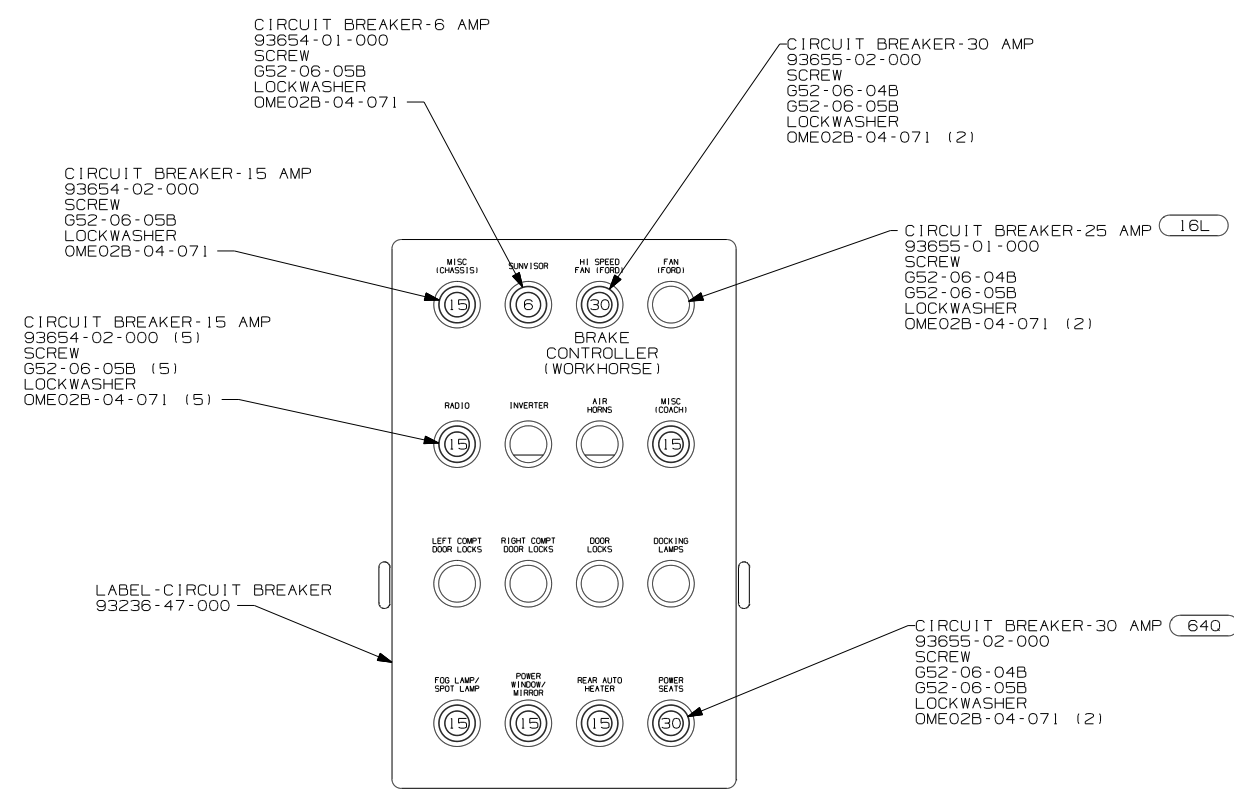 CIRCUIT BREAKER-6 AMP
93654-01-000
SCREW
G52-06-05B
LOCKWASHER
OME02B-04-071
CIRCUIT BREAKER-30 AMP
93655-02-000
SCREW
G52-06-04B
G52-06-05B
LOCKWASHER
OME02B-04-071 (2)
CIRCUIT BREAKER-15 AMP
93654-02-000
SCREW
G52-06-05B
LOCKWASHER
OME02B-04-071
CIRCUIT BREAKER-25 AMP 16L
93655-01-000
SCREW
G52-06-04B
G52-06-05B
LOCKWASHER
OME02B-04-071 (2)
CIRCUIT BREAKER-15 AMP
93654-02-000 (5)
SCREW
G52-06-05B (5)
LOCKWASHER
OME02B-04-071 (5)
MISC
(CHASSIS)
SUNVISOR
HI SPEED
FAN (FORD)
FAN
(FORD)
15
6
30
BRAKE
CONTROLLER
(WORKHORSE)
RADIO
INVERTER
AIR
HORNS
MISC
(COACH)
15
15
LEFT COMPT
DOOR LOCKS
RIGHT COMPT
DOOR LOCKS
DOOR
LOCKS
DOCKING
LAMPS
LABEL-CIRCUIT BREAKER
93236-47-000
FOG LAMP/
SPOT LAMP
POWER
WINDOW/
MIRROR
REAR AUTO
HEATER
POWER
SEATS
15
15
15
30
CIRCUIT BREAKER-30 AMP 64Q
93655-02-000
SCREW
G52-06-04B
G52-06-05B
LOCKWASHER
OME02B-04-071 (2)